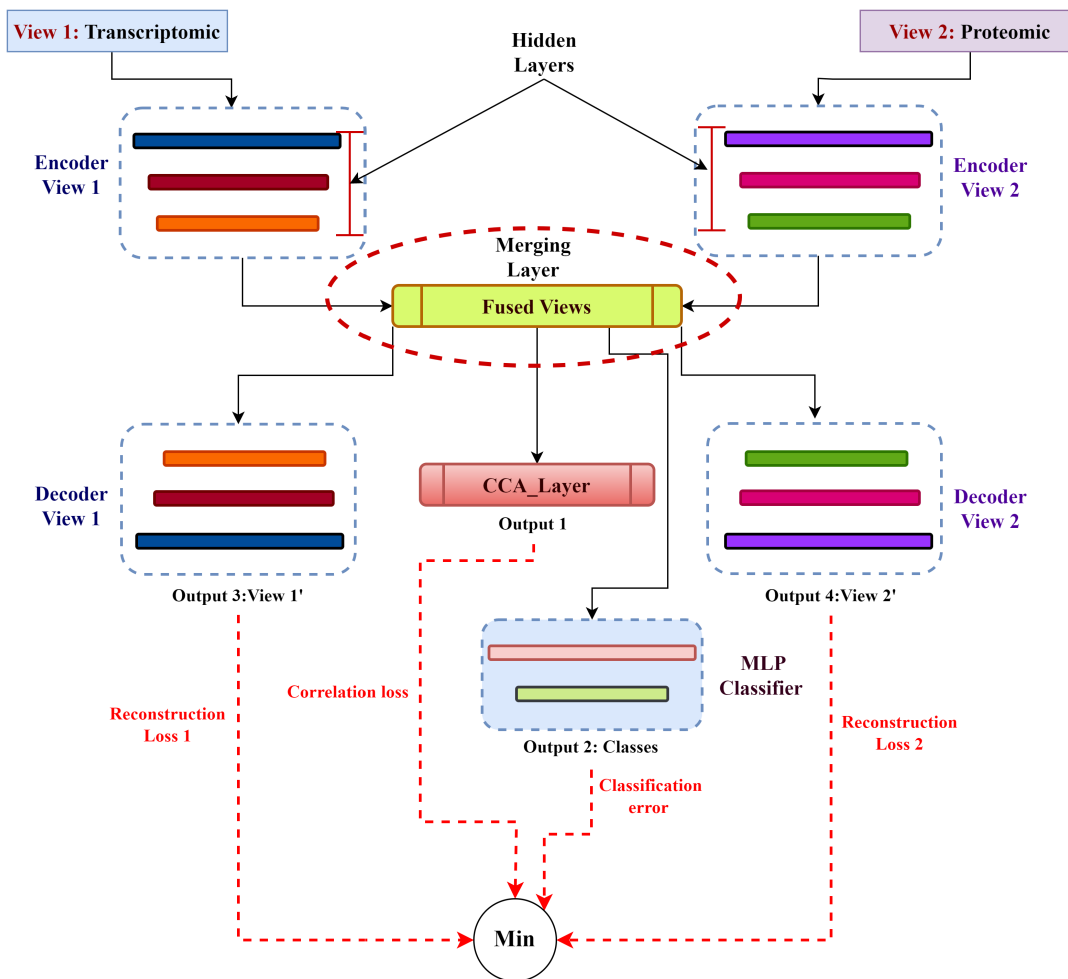 View 1: Transcriptomic
View 2: Proteomic
Hidden
Layers
Encoder
View 1
Encoder
View 2
Merging
Layer
Fused Views
Decoder
View 1
CCA_Layer
Output 1
Decoder
View 2
Output 3:View 1'
Output 4:View 2'
MLP
Classifier
Correlation loss
Reconstruction
Loss 1
Output 2: Classes
Reconstruction
Loss 2
Classification
error
Min